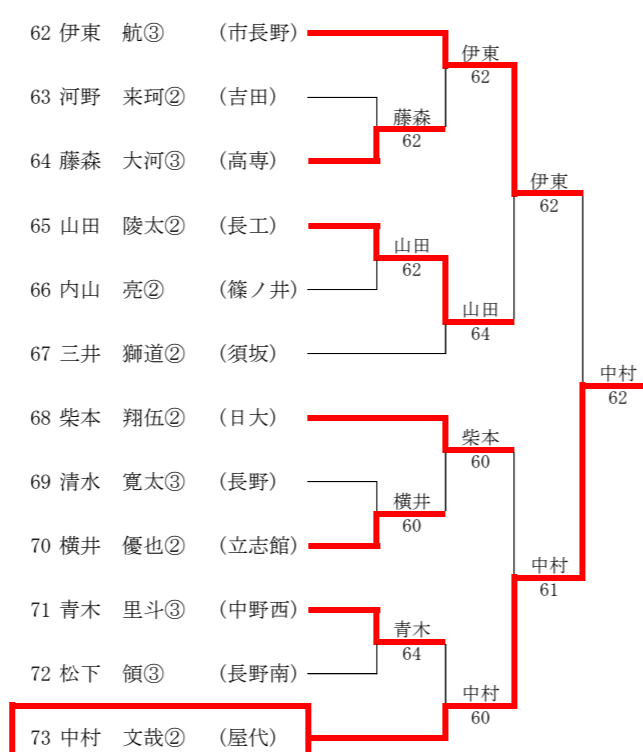 62 伊東 航③ (市長野)
63 河野 来珂② (吉田)
64 藤森 大河③ (高専)
65 山田 陵太② (長工)
66 内山 亮② (篠ノ井)
67 三井 獅道② (須坂)
68 柴本 翔伍② (日大)
69 清水 寛太③ (長野)
70 横井 優也② (立志館)
71 青木 里斗③ (中野西)
72 松下 領③ (長野南)
73 中村 文哉② (屋代)
藤森
62
山田
62
横井
60
青木
64
伊東
62
山田
64
柴本
60
中村
60
伊東
62
中村
61
中村
62